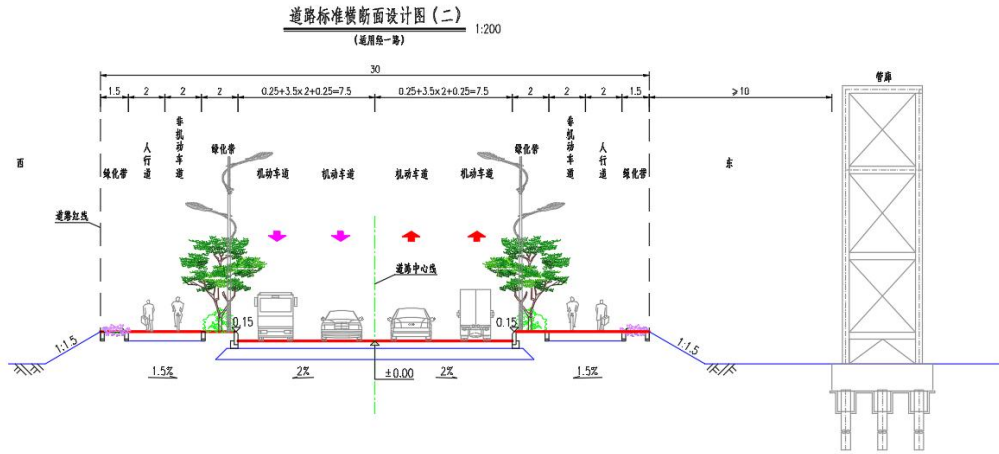 道路标准横断面设计图(二) 1:200
(适用经一路)
30
1.5 2 2 2 0.25+3.5×2+0.25=7.5 0.25+3.5×2+0.25=7.5 2 2 2 1.5 ≥10
管廊
西
绿化带
人行道
非机动车道
绿化带
机动车道
机动车道
机动车道
机动车道
绿化带
非机动车道
人行道
绿化带
东
道路红线
道路中心线
0.15
0.15
1:1.5
1:1.5
1.5%
2%
±0.00
2%
1.5%